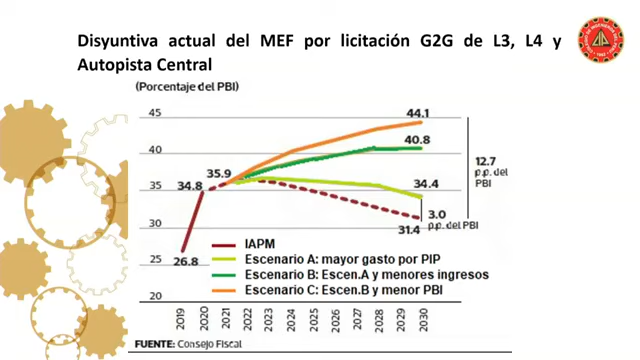 Disyuntiva actual del MEF por licitación G2G de L3, L4 y
Autopista Central
(Porcentaje del PBI)
45
40
35
30
25
20
44.1
40.8
12.7
p.p. del
PBI
35.9
34.8
34.4
3.0
p.p. del PBI
31.4
26.8
IAPM
Escenario A: mayor gasto por PIP
Escenario B: Escen.A y menores ingresos
Escenario C: Escen.B y menor PBI
2019
2020
2021
2022
2023
2024
2025
2026
2027
2028
2029
2030
FUENTE: Consejo Fiscal